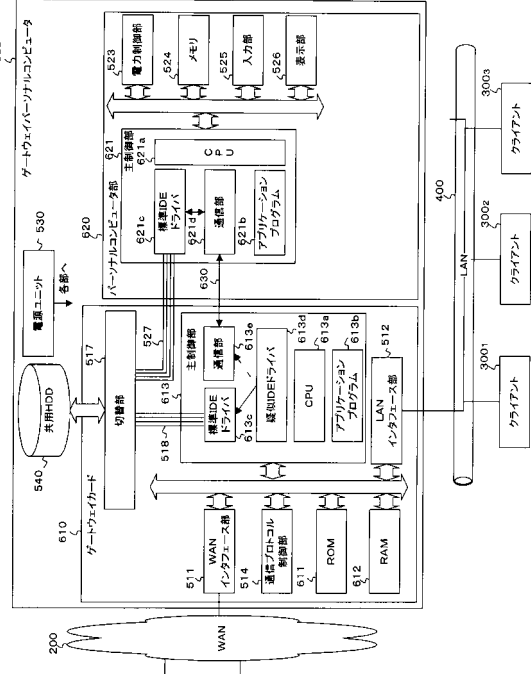 ゲートウェイパーソナルコンピュータ
電源ユニット
530
各部へ
共用HDD
540
610
ゲートウェイカード
517
切替部
527
518
613
主制御部
標準IDE
ドライバ
613c
通信部
613e
疑似IDEドライバ
613d
CPU
613a
アプリケーション
プログラム
613b
511
WAN
インタフェース部
514
通信プロトコル
制御部
611
ROM
612
RAM
512
LAN
インタフェース部
620
パーソナルコンピュータ部
621
主制御部
621a
CPU
621c
標準IDE
ドライバ
621d
通信部
621b
アプリケーション
プログラム
630
523
電力制御部
524
メモリ
525
入力部
526
表示部
200
WAN
400
LAN
3001
クライアント
3002
クライアント
3003
クライアント